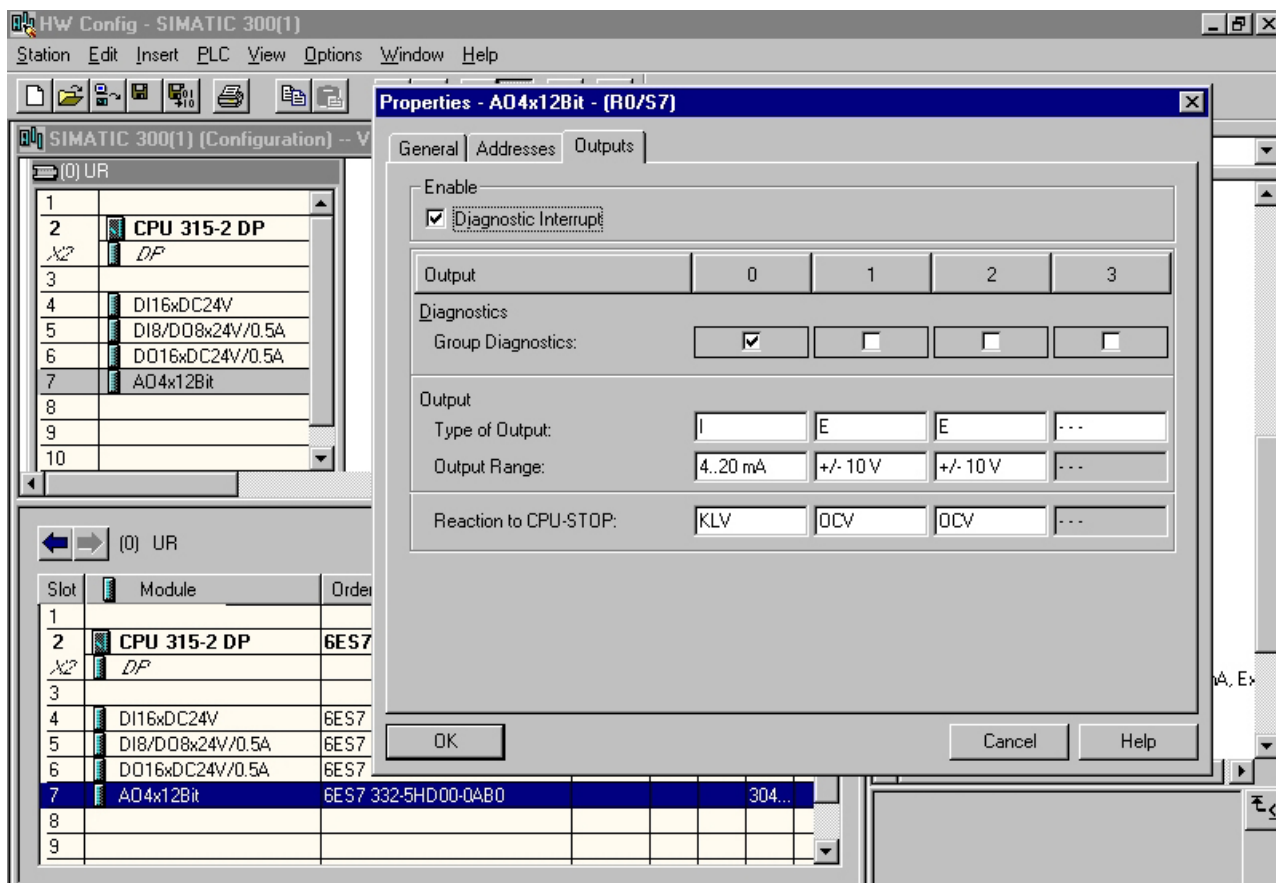 HW Config - SIMATIC 300(1)
Station Edit Insert PLC View Options Window Help
SIMATIC 300(1) (Configuration) -- V
(0) UR
1
2 CPU 315-2 DP
X2 DP
3
4 DI16xDC24V
5 DI8/DO8x24V/0.5A
6 DO16xDC24V/0.5A
7 AO4x12Bit
8
9
10
Properties - AO4x12Bit - (R0/S7)
General Addresses Outputs
Enable
Diagnostic Interrupt
Output 0 1 2 3
Diagnostics
Group Diagnostics:
Output
Type of Output: I E E ---
Output Range: 4..20 mA +/- 10 V +/- 10 V ---
Reaction to CPU-STOP: KLV OCV OCV ---
OK Cancel Help
(0) UR
Slot Module Order
1
2 CPU 315-2 DP 6ES7
X2 DP
3
4 DI16xDC24V 6ES7
5 DI8/DO8x24V/0.5A 6ES7
6 DO16xDC24V/0.5A 6ES7
7 AO4x12Bit 6ES7 332-5HD00-0AB0 304...
8
9